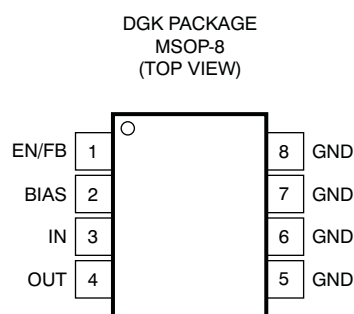 DGK PACKAGE
MSOP-8
(TOP VIEW)
EN/FB 1 8 GND
BIAS 2 7 GND
IN 3 6 GND
OUT 4 5 GND